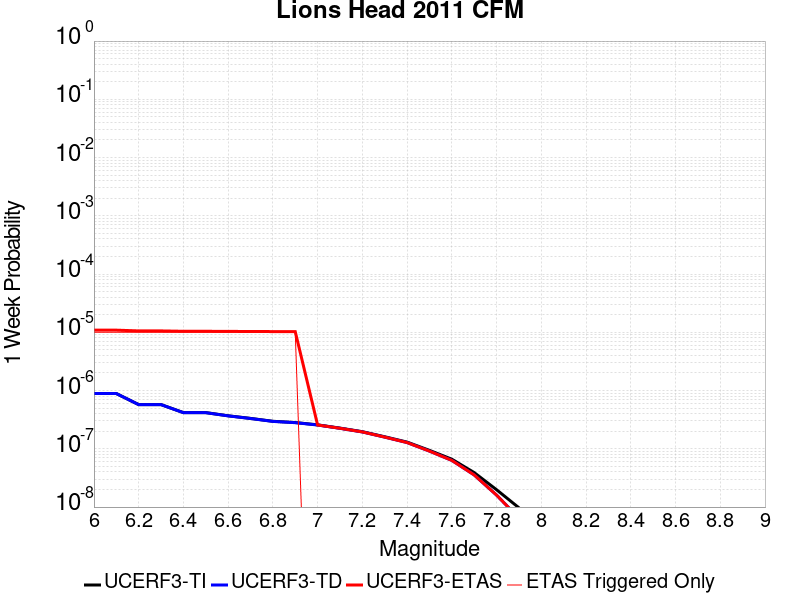 Lions Head 2011 CFM
10^0
10^-1
10^-2
10^-3
10^-4
10^-5
10^-6
10^-7
10^-8
1 Week Probability
6 6.2 6.4 6.6 6.8 7 7.2 7.4 7.6 7.8 8 8.2 8.4 8.6 8.8 9
Magnitude
UCERF3-TI UCERF3-TD UCERF3-ETAS ETAS Triggered Only